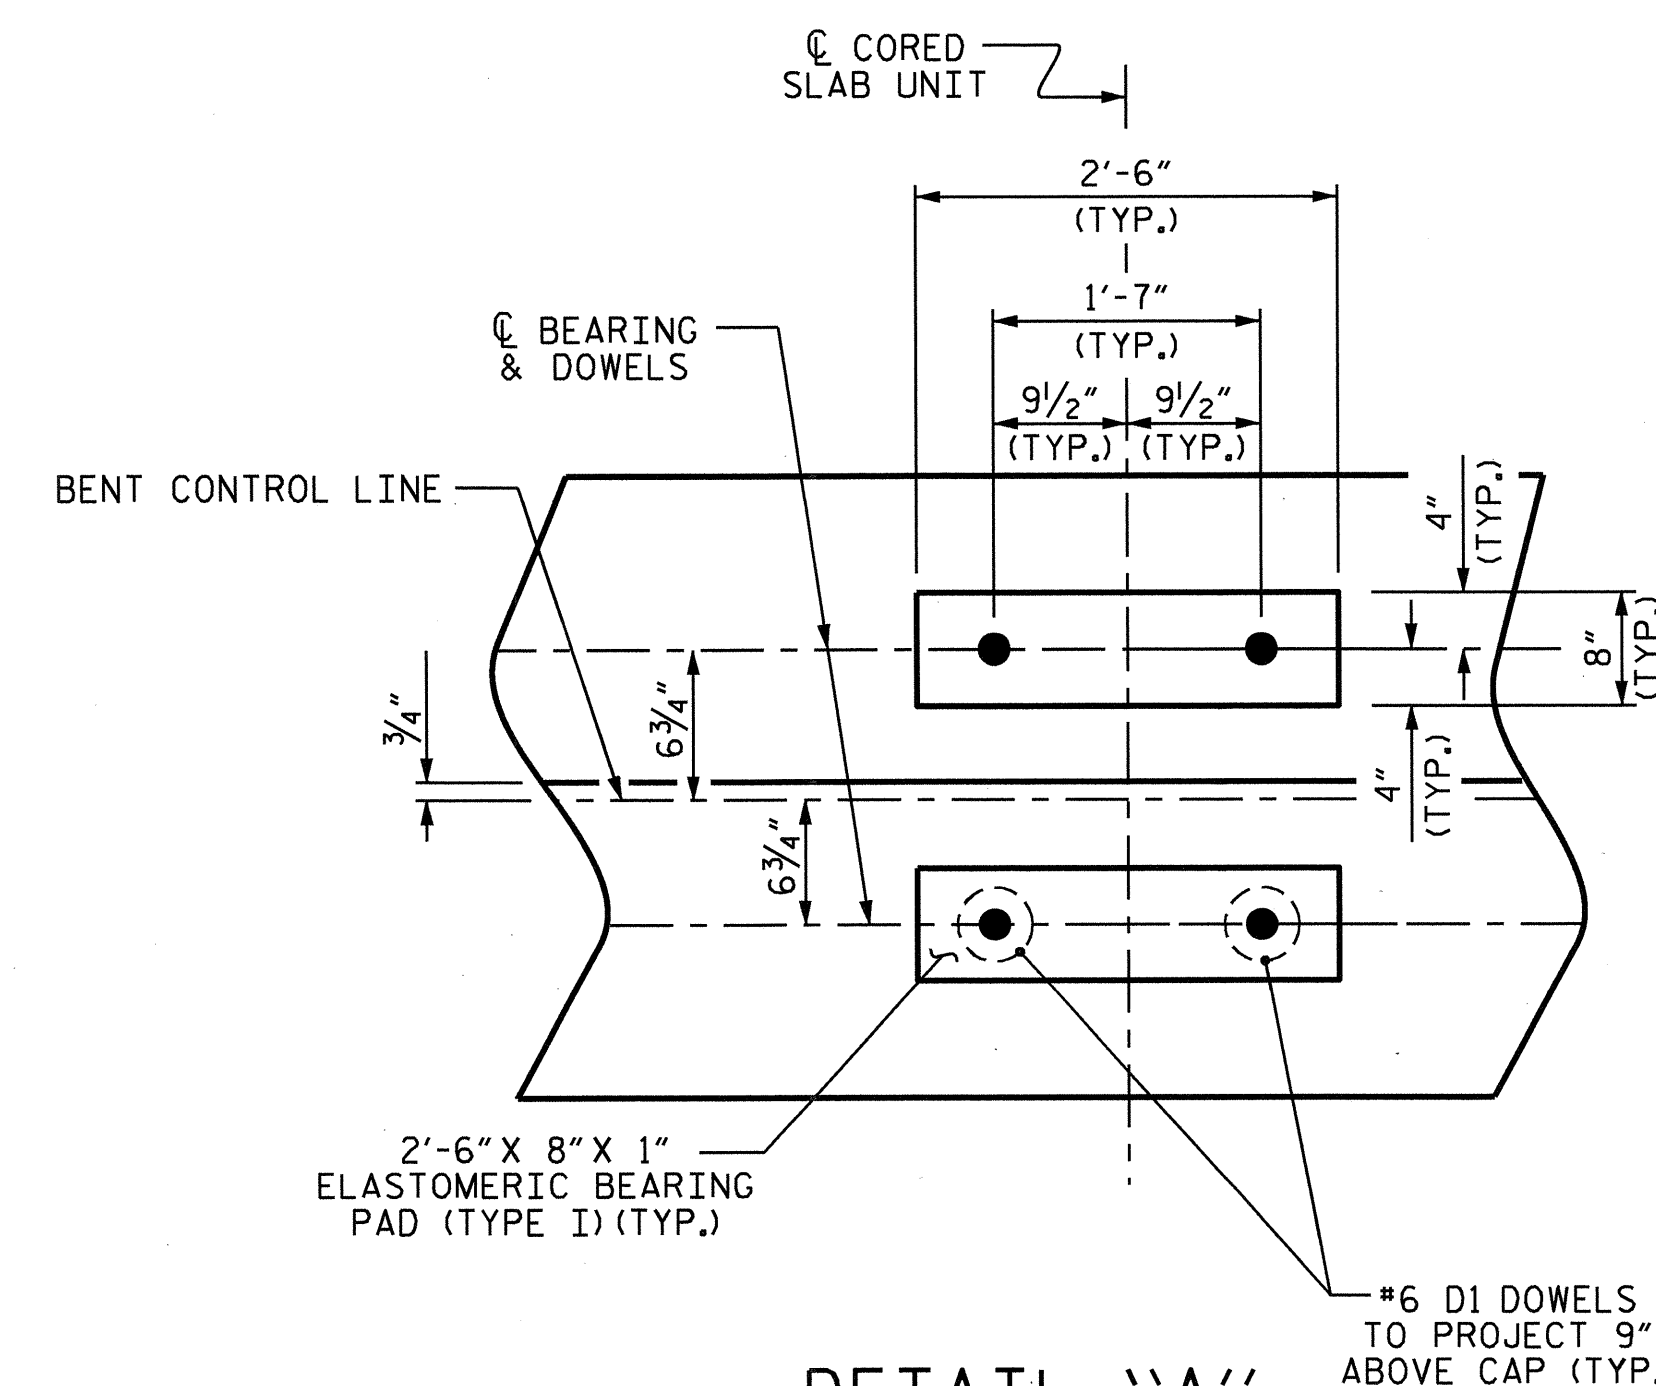 ℄ CORED
SLAB UNIT
2'-6"
(TYP.)
1'-7"
(TYP.)
℄ BEARING
& DOWELS
9½" 9½"
(TYP.) (TYP.)
BENT CONTROL LINE
4"
(TYP.)
8"
(TYP.)
¾"
6¾"
4"
(TYP.)
6¾"
2'-6" X 8" X 1"
ELASTOMERIC BEARING
PAD (TYPE I)(TYP.)
#6 D1 DOWELS
TO PROJECT 9"
ABOVE CAP (TYP.
DETAIL "A"